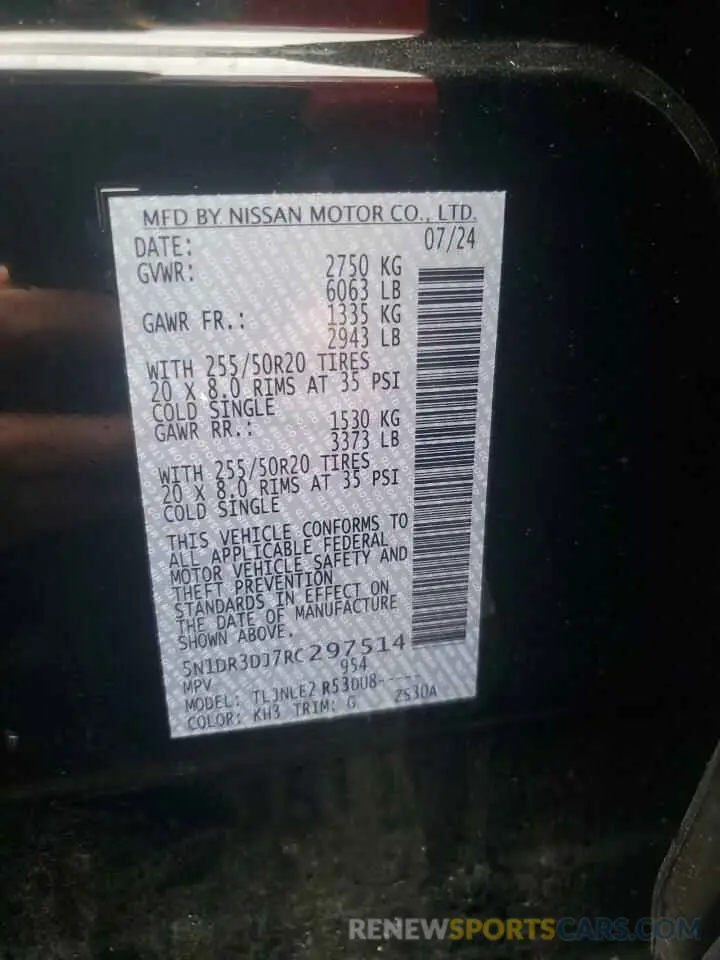 MFD BY NISSAN MOTOR CO., LTD.
DATE: 07/24
GVWR: 2750 KG
6063 LB
GAWR FR.: 1335 KG
2943 LB
WITH 255/50R20 TIRES
20 X 8.0 RIMS AT 35 PSI
COLD SINGLE
GAWR RR.: 1530 KG
3373 LB
WITH 255/50R20 TIRES
20 X 8.0 RIMS AT 35 PSI
COLD SINGLE
THIS VEHICLE CONFORMS TO
ALL APPLICABLE FEDERAL
MOTOR VEHICLE SAFETY AND
THEFT PREVENTION
STANDARDS IN EFFECT ON
THE DATE OF MANUFACTURE
SHOWN ABOVE.
5N1DR3DJ7RC297514
MPV 954
MODEL: TLJNLE2 R53DU8-----
COLOR: KH3 TRIM: G 2S30A
RENEWSPORTSCARS.COM